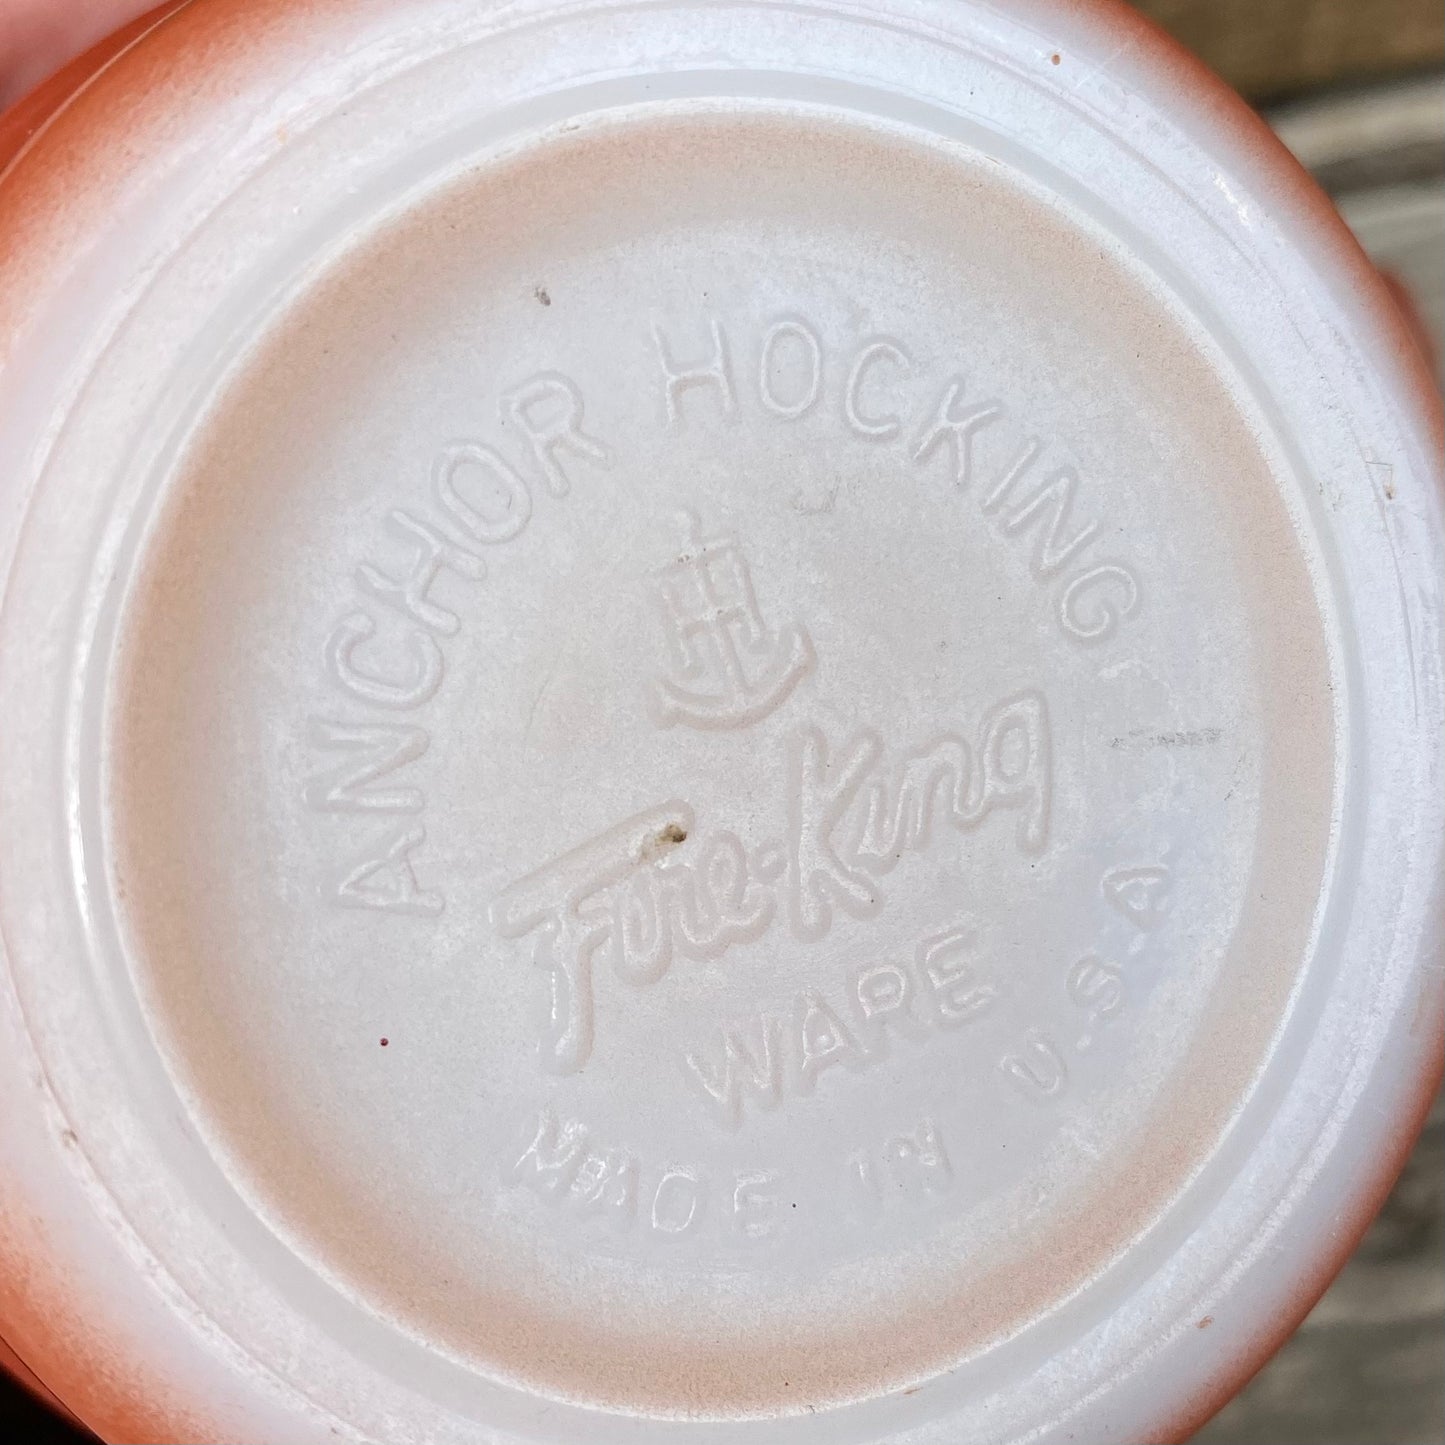 ANCHOR HOCKING
Fire-King
WARE
MADE IN U.S.A